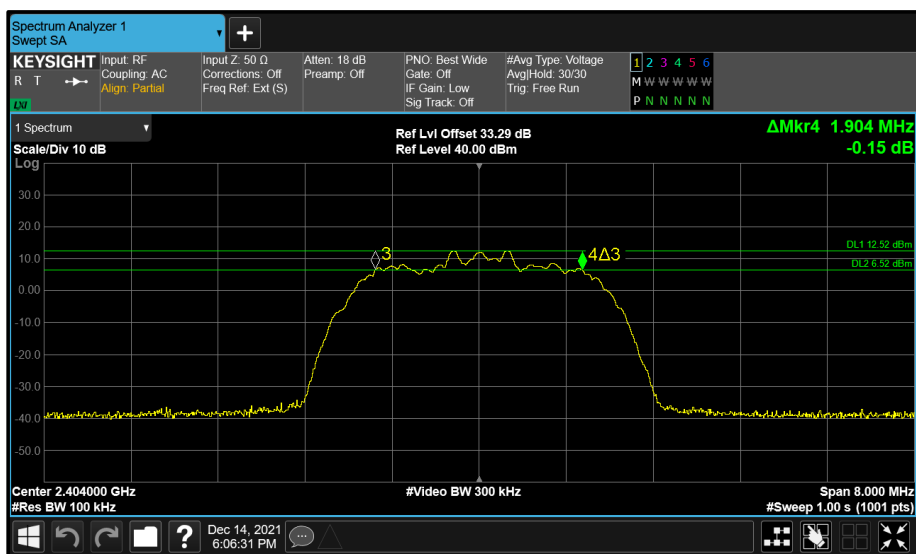 Spectrum Analyzer 1
Swept SA
+
KEYSIGHT
R T
LXI
Input: RF
Coupling: AC
Align: Partial
Input Z: 50 Ω
Corrections: Off
Freq Ref: Ext (S)
Atten: 18 dB
Preamp: Off
PNO: Best Wide
Gate: Off
IF Gain: Low
Sig Track: Off
#Avg Type: Voltage
Avg|Hold: 30/30
Trig: Free Run
1 2 3 4 5 6
M W W W W W
P N N N N N
1 Spectrum
Scale/Div 10 dB
Ref Lvl Offset 33.29 dB
Ref Level 40.00 dBm
ΔMkr4 1.904 MHz
-0.15 dB
Log
30.0
20.0
DL1 12.52 dBm
3
4Δ3
10.0
DL2 6.52 dBm
0.00
-10.0
-20.0
-30.0
-40.0
-50.0
Center 2.404000 GHz
#Video BW 300 kHz
Span 8.000 MHz
#Res BW 100 kHz
#Sweep 1.00 s (1001 pts)
?
Dec 14, 2021
6:06:31 PM